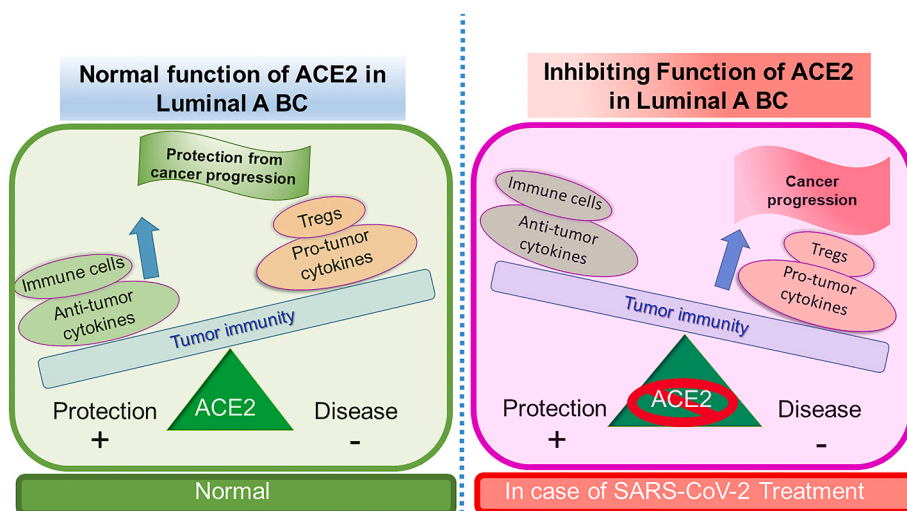 Normal function of ACE2 in
Luminal A BC
Protection from
cancer progression
Tregs
Pro-tumor
cytokines
Immune cells
Anti-tumor
cytokines
Tumor immunity
ACE2
Protection
+
Disease
-
Normal
Inhibiting Function of ACE2
in Luminal A BC
Immune cells
Anti-tumor
cytokines
Cancer
progression
Tregs
Pro-tumor
cytokines
Tumor immunity
ACE2
Protection
+
Disease
-
In case of SARS-CoV-2 Treatment